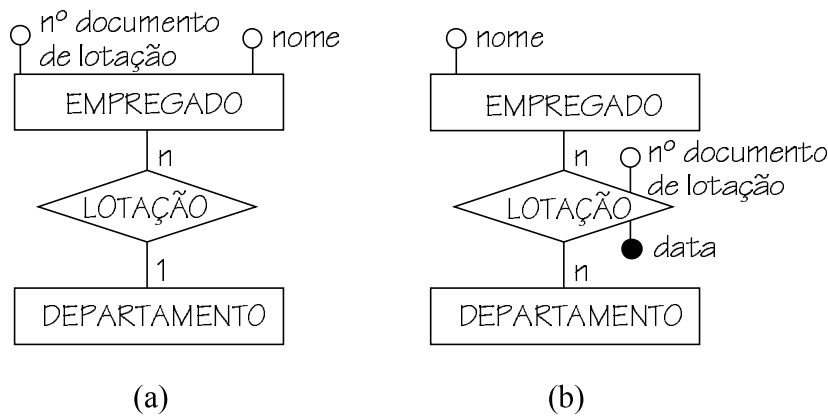 nº documento
de lotação
nome
EMPREGADO
n
LOTAÇÃO
1
DEPARTAMENTO
(a)
nome
EMPREGADO
n
nº documento
de lotação
LOTAÇÃO
data
n
DEPARTAMENTO
(b)